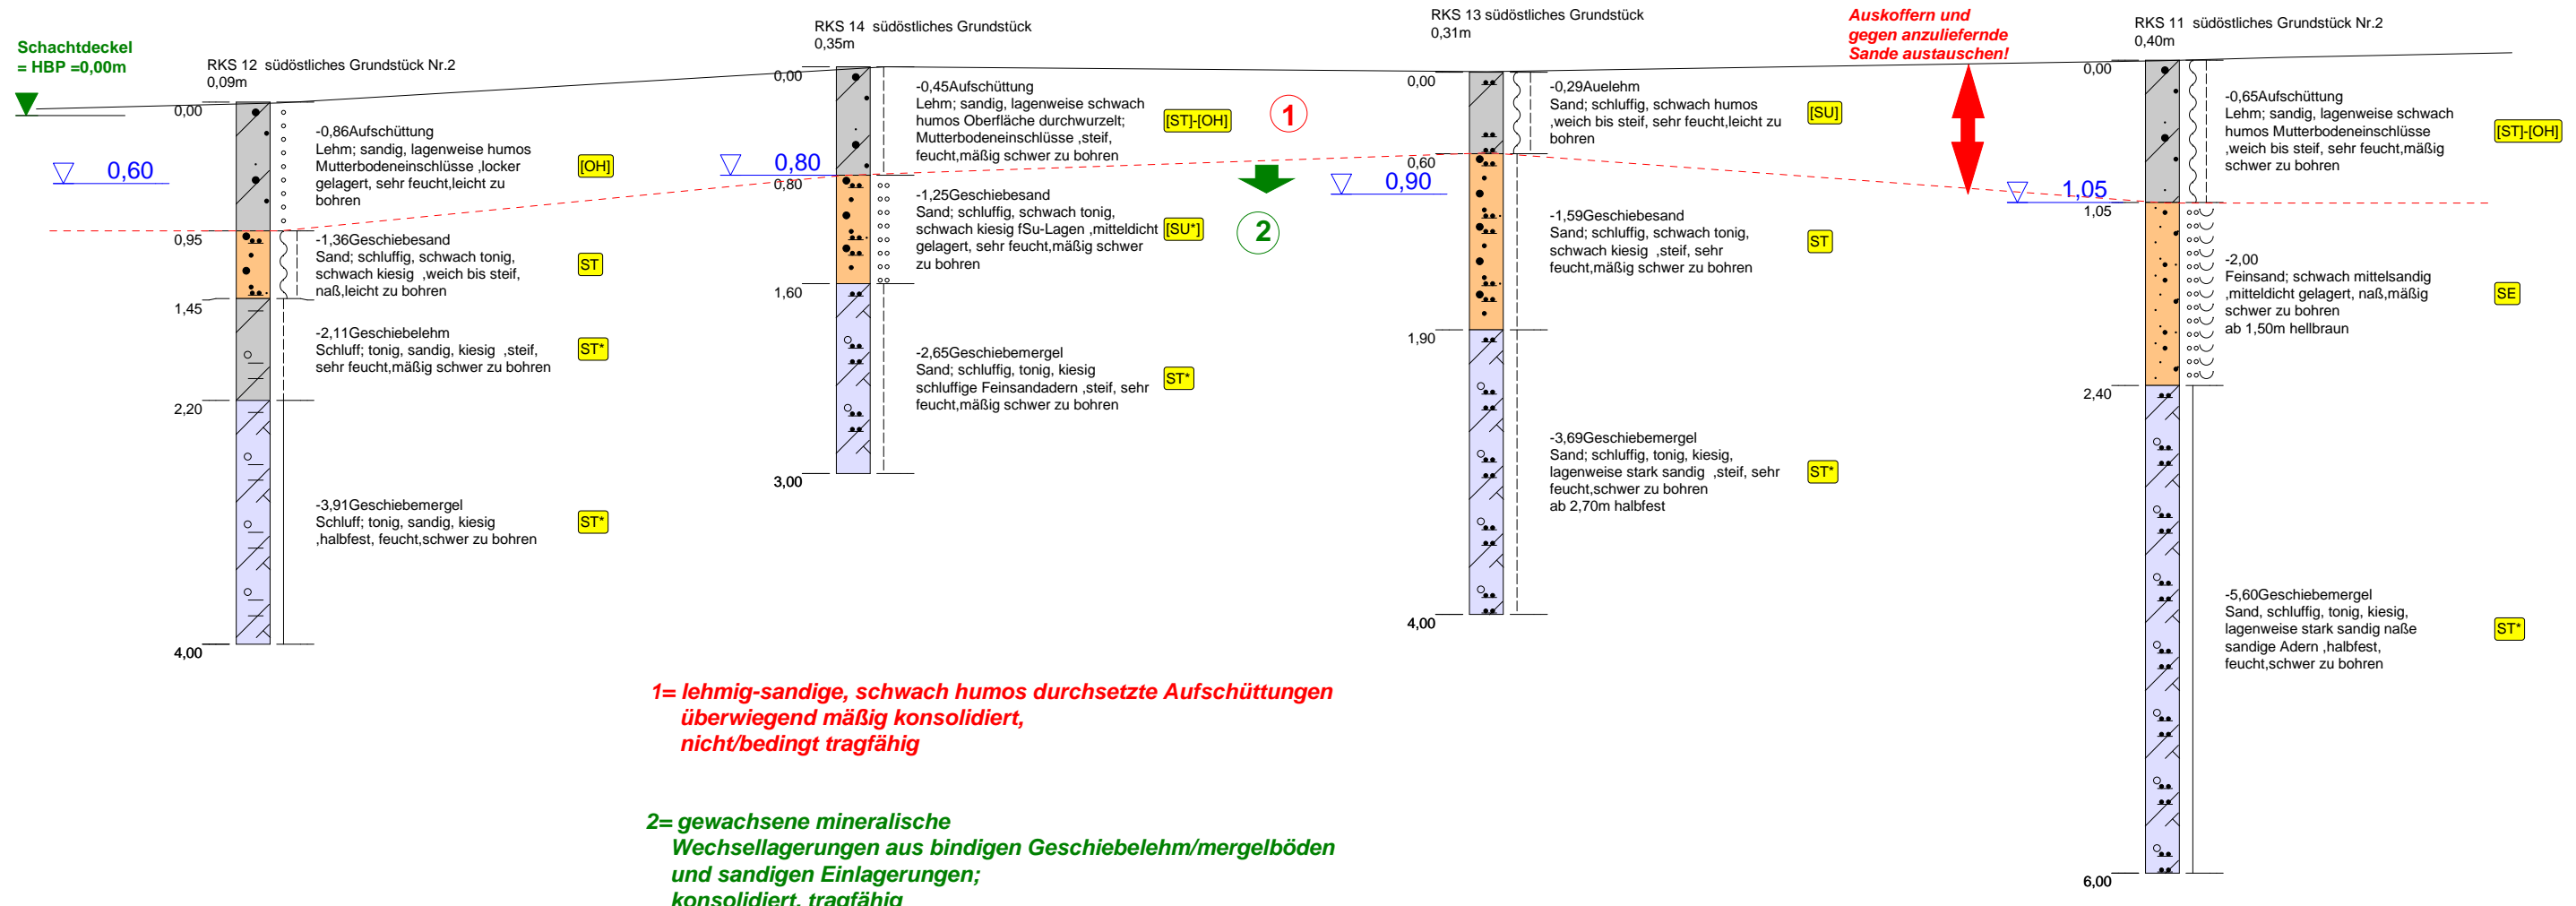 Schachtdeckel
= HBP =0,00m
RKS 12  südöstliches Grundstück Nr.2
0,09m
0,00
0,60
-0,86Aufschüttung
Lehm; sandig, lagenweise humos
Mutterbodeneinschlüsse ,locker
gelagert, sehr feucht,leicht zu
bohren
[OH]
0,95
-1,36Geschiebesand
Sand; schluffig, schwach tonig,
schwach kiesig  ,weich bis steif,
naß,leicht zu bohren
ST
1,45
-2,11Geschiebelehm
Schluff; tonig, sandig, kiesig  ,steif,
sehr feucht,mäßig schwer zu bohren
ST*
2,20
-3,91Geschiebemergel
Schluff; tonig, sandig, kiesig
,halbfest, feucht,schwer zu bohren
ST*
4,00
RKS 14  südöstliches Grundstück
0,35m
0,00
-0,45Aufschüttung
Lehm; sandig, lagenweise schwach
humos Oberfläche durchwurzelt;
Mutterbodeneinschlüsse ,steif,
feucht,mäßig schwer zu bohren
[ST]-[OH]
1
0,80
0,80
-1,25Geschiebesand
Sand; schluffig, schwach tonig,
schwach kiesig fSu-Lagen ,mitteldicht
gelagert, sehr feucht,mäßig schwer
zu bohren
[SU*]
2
1,60
-2,65Geschiebemergel
Sand; schluffig, tonig, kiesig
schluffige Feinsandadern ,steif, sehr
feucht,mäßig schwer zu bohren
ST*
3,00
RKS 13 südöstliches Grundstück
0,31m
0,00
-0,29Auelehm
Sand; schluffig, schwach humos
,weich bis steif, sehr feucht,leicht zu
bohren
[SU]
0,60
0,90
-1,59Geschiebesand
Sand; schluffig, schwach tonig,
schwach kiesig  ,steif, sehr
feucht,mäßig schwer zu bohren
ST
1,90
-3,69Geschiebemergel
Sand; schluffig, tonig, kiesig,
lagenweise stark sandig  ,steif, sehr
feucht,schwer zu bohren
ab 2,70m halbfest
ST*
4,00
Auskoffern und
gegen anzuliefernde
Sande austauschen!
RKS 11  südöstliches Grundstück Nr.2
0,40m
0,00
-0,65Aufschüttung
Lehm; sandig, lagenweise schwach
humos Mutterbodeneinschlüsse
,weich bis steif, sehr feucht,mäßig
schwer zu bohren
[ST]-[OH]
1,05
1,05
-2,00
Feinsand; schwach mittelsandig
,mitteldicht gelagert, naß,mäßig
schwer zu bohren
ab 1,50m hellbraun
SE
2,40
-5,60Geschiebemergel
Sand, schluffig, tonig, kiesig,
lagenweise stark sandig naße
sandige Adern ,halbfest,
feucht,schwer zu bohren
ST*
6,00
1= lehmig-sandige, schwach humos durchsetzte Aufschüttungen
überwiegend mäßig konsolidiert,
nicht/bedingt tragfähig
2= gewachsene mineralische
Wechsellagerungen aus bindigen Geschiebelehm/mergelböden
und sandigen Einlagerungen;
konsolidiert, tragfähig